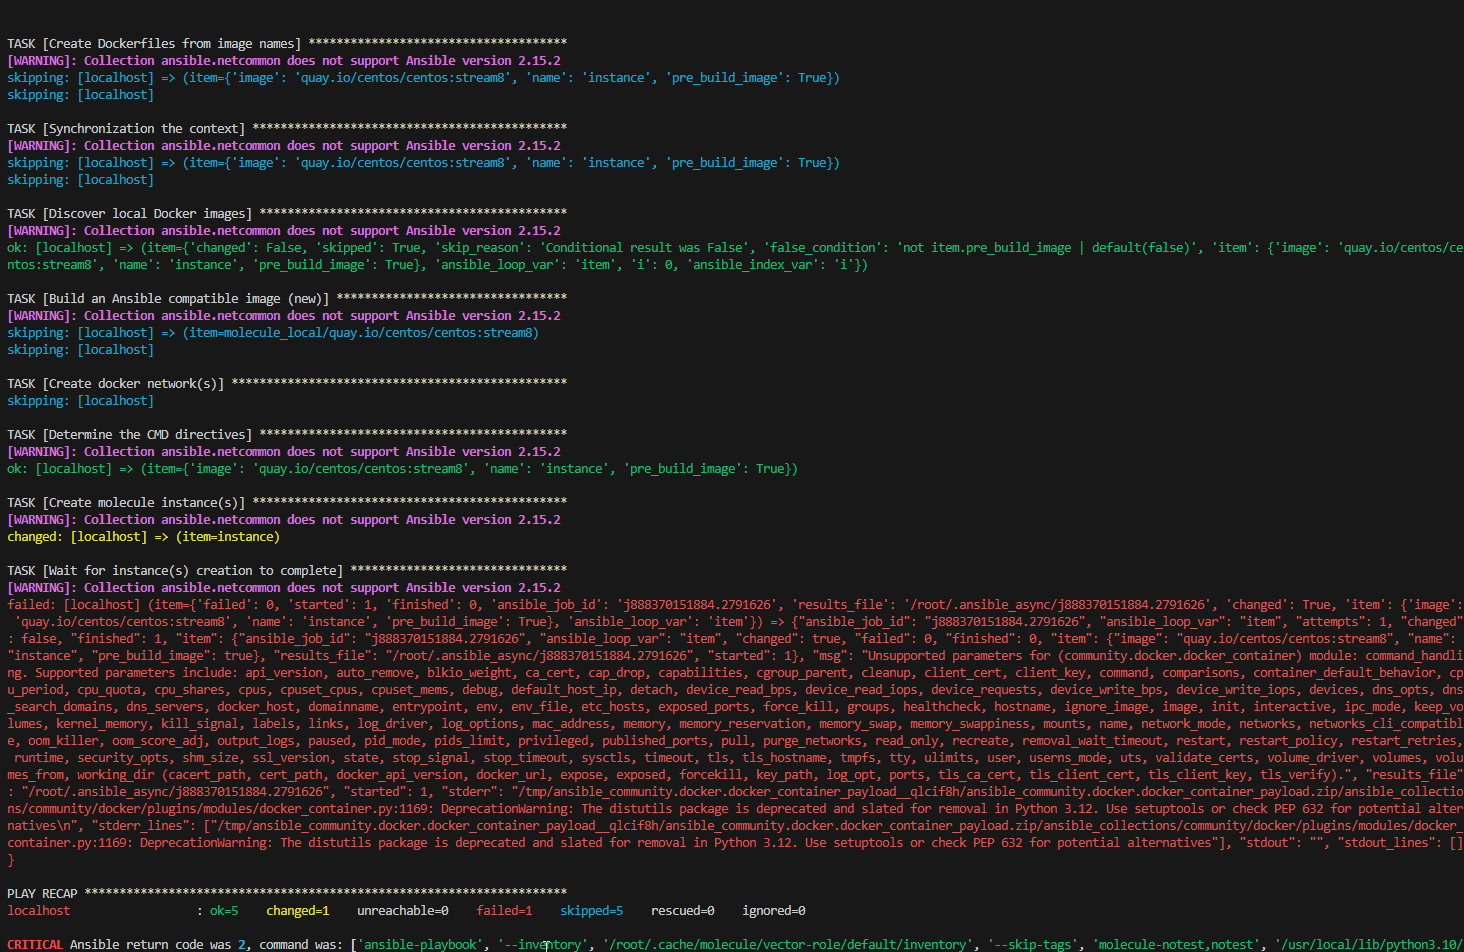 TASK [Create Dockerfiles from image names] *************************************
[WARNING]: Collection ansible.netcommon does not support Ansible version 2.15.2
skipping: [localhost] => (item={'image': 'quay.io/centos/centos:stream8', 'name': 'instance', 'pre_build_image': True})
skipping: [localhost]
TASK [Synchronization the context] *********************************************
[WARNING]: Collection ansible.netcommon does not support Ansible version 2.15.2
skipping: [localhost] => (item={'image': 'quay.io/centos/centos:stream8', 'name': 'instance', 'pre_build_image': True})
skipping: [localhost]
TASK [Discover local Docker images] ********************************************
[WARNING]: Collection ansible.netcommon does not support Ansible version 2.15.2
ok: [localhost] => (item={'changed': False, 'skipped': True, 'skip_reason': 'Conditional result was False', 'false_condition': 'not item.pre_build_image | default(false)', 'item': {'image': 'quay.io/centos/ce
ntos:stream8', 'name': 'instance', 'pre_build_image': True}, 'ansible_loop_var': 'item', 'i': 0, 'ansible_index_var': 'i'})
TASK [Build an Ansible compatible image (new)] *********************************
[WARNING]: Collection ansible.netcommon does not support Ansible version 2.15.2
skipping: [localhost] => (item=molecule_local/quay.io/centos/centos:stream8)
skipping: [localhost]
TASK [Create docker network(s)] ************************************************
skipping: [localhost]
TASK [Determine the CMD directives] ********************************************
[WARNING]: Collection ansible.netcommon does not support Ansible version 2.15.2
ok: [localhost] => (item={'image': 'quay.io/centos/centos:stream8', 'name': 'instance', 'pre_build_image': True})
TASK [Create molecule instance(s)] *********************************************
[WARNING]: Collection ansible.netcommon does not support Ansible version 2.15.2
changed: [localhost] => (item=instance)
TASK [Wait for instance(s) creation to complete] *******************************
[WARNING]: Collection ansible.netcommon does not support Ansible version 2.15.2
failed: [localhost] (item={'failed': 0, 'started': 1, 'finished': 0, 'ansible_job_id': 'j888370151884.2791626', 'results_file': '/root/.ansible_async/j888370151884.2791626', 'changed': True, 'item': {'image':
'quay.io/centos/centos:stream8', 'name': 'instance', 'pre_build_image': True}, 'ansible_loop_var': 'item'}) => {"ansible_job_id": "j888370151884.2791626", "ansible_loop_var": "item", "attempts": 1, "changed"
: false, "finished": 1, "item": {"ansible_job_id": "j888370151884.2791626", "ansible_loop_var": "item", "changed": true, "failed": 0, "finished": 0, "item": {"image": "quay.io/centos/centos:stream8", "name":
"instance", "pre_build_image": true}, "results_file": "/root/.ansible_async/j888370151884.2791626", "started": 1}, "msg": "Unsupported parameters for (community.docker.docker_container) module: command_handli
ng. Supported parameters include: api_version, auto_remove, blkio_weight, ca_cert, cap_drop, capabilities, cgroup_parent, cleanup, client_cert, client_key, command, comparisons, container_default_behavior, cp
u_period, cpu_quota, cpu_shares, cpus, cpuset_cpus, cpuset_mems, debug, default_host_ip, detach, device_read_bps, device_read_iops, device_requests, device_write_bps, device_write_iops, devices, dns_opts, dns
_search_domains, dns_servers, docker_host, domainname, entrypoint, env, env_file, etc_hosts, exposed_ports, force_kill, groups, healthcheck, hostname, ignore_image, image, init, interactive, ipc_mode, keep_vo
lumes, kernel_memory, kill_signal, labels, links, log_driver, log_options, mac_address, memory, memory_reservation, memory_swap, memory_swappiness, mounts, name, network_mode, networks, networks_cli_compatibl
e, oom_killer, oom_score_adj, output_logs, paused, pid_mode, pids_limit, privileged, published_ports, pull, purge_networks, read_only, recreate, removal_wait_timeout, restart, restart_policy, restart_retries,
runtime, security_opts, shm_size, ssl_version, state, stop_signal, stop_timeout, sysctls, timeout, tls, tls_hostname, tmpfs, tty, ulimits, user, userns_mode, uts, validate_certs, volume_driver, volumes, volu
mes_from, working_dir (cacert_path, cert_path, docker_api_version, docker_url, expose, exposed, forcekill, key_path, log_opt, ports, tls_ca_cert, tls_client_cert, tls_client_key, tls_verify).", "results_file"
: "/root/.ansible_async/j888370151884.2791626", "started": 1, "stderr": "/tmp/ansible_community.docker.docker_container_payload__qlcif8h/ansible_community.docker.docker_container_payload.zip/ansible_collectio
ns/community/docker/plugins/modules/docker_container.py:1169: DeprecationWarning: The distutils package is deprecated and slated for removal in Python 3.12. Use setuptools or check PEP 632 for potential alter
natives\n", "stderr_lines": ["/tmp/ansible_community.docker.docker_container_payload__qlcif8h/ansible_community.docker.docker_container_payload.zip/ansible_collections/community/docker/plugins/modules/docker_
container.py:1169: DeprecationWarning: The distutils package is deprecated and slated for removal in Python 3.12. Use setuptools or check PEP 632 for potential alternatives"], "stdout": "", "stdout_lines": []
}
PLAY RECAP *********************************************************************
localhost : ok=5 changed=1 unreachable=0 failed=1 skipped=5 rescued=0 ignored=0
CRITICAL Ansible return code was 2, command was: ['ansible-playbook', '--inventory', '/root/.cache/molecule/vector-role/default/inventory', '--skip-tags', 'molecule-notest,notest', '/usr/local/lib/python3.10/